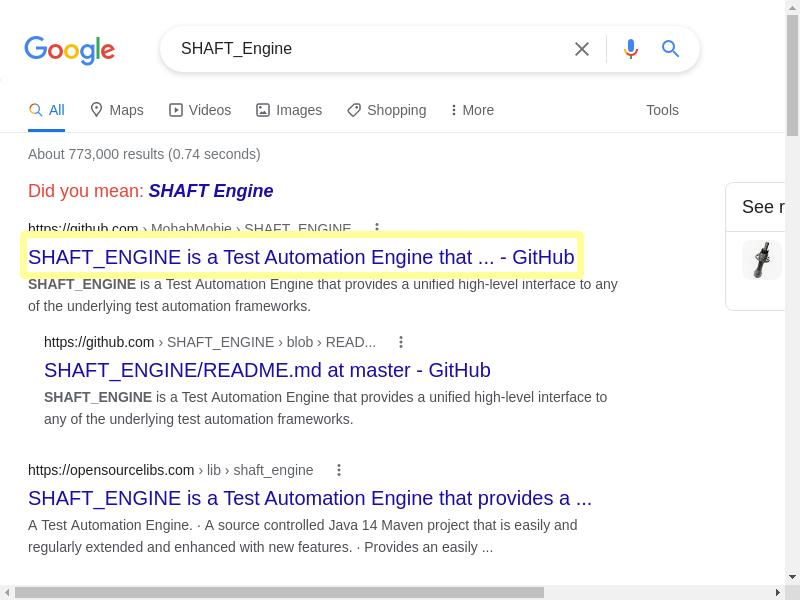 Google
SHAFT_Engine
All Maps Videos Images Shopping More Tools
About 773,000 results (0.74 seconds)
Did you mean: SHAFT Engine
https://github.com › MohabMohie › SHAFT_ENGINE
SHAFT_ENGINE is a Test Automation Engine that ... - GitHub
SHAFT_ENGINE is a Test Automation Engine that provides a unified high-level interface to any
of the underlying test automation frameworks.
https://github.com › SHAFT_ENGINE › blob › READ...
SHAFT_ENGINE/README.md at master - GitHub
SHAFT_ENGINE is a Test Automation Engine that provides a unified high-level interface to
any of the underlying test automation frameworks.
https://opensourcelibs.com › lib › shaft_engine
SHAFT_ENGINE is a Test Automation Engine that provides a ...
A Test Automation Engine. · A source controlled Java 14 Maven project that is easily and
regularly extended and enhanced with new features. · Provides an easily ...
See r